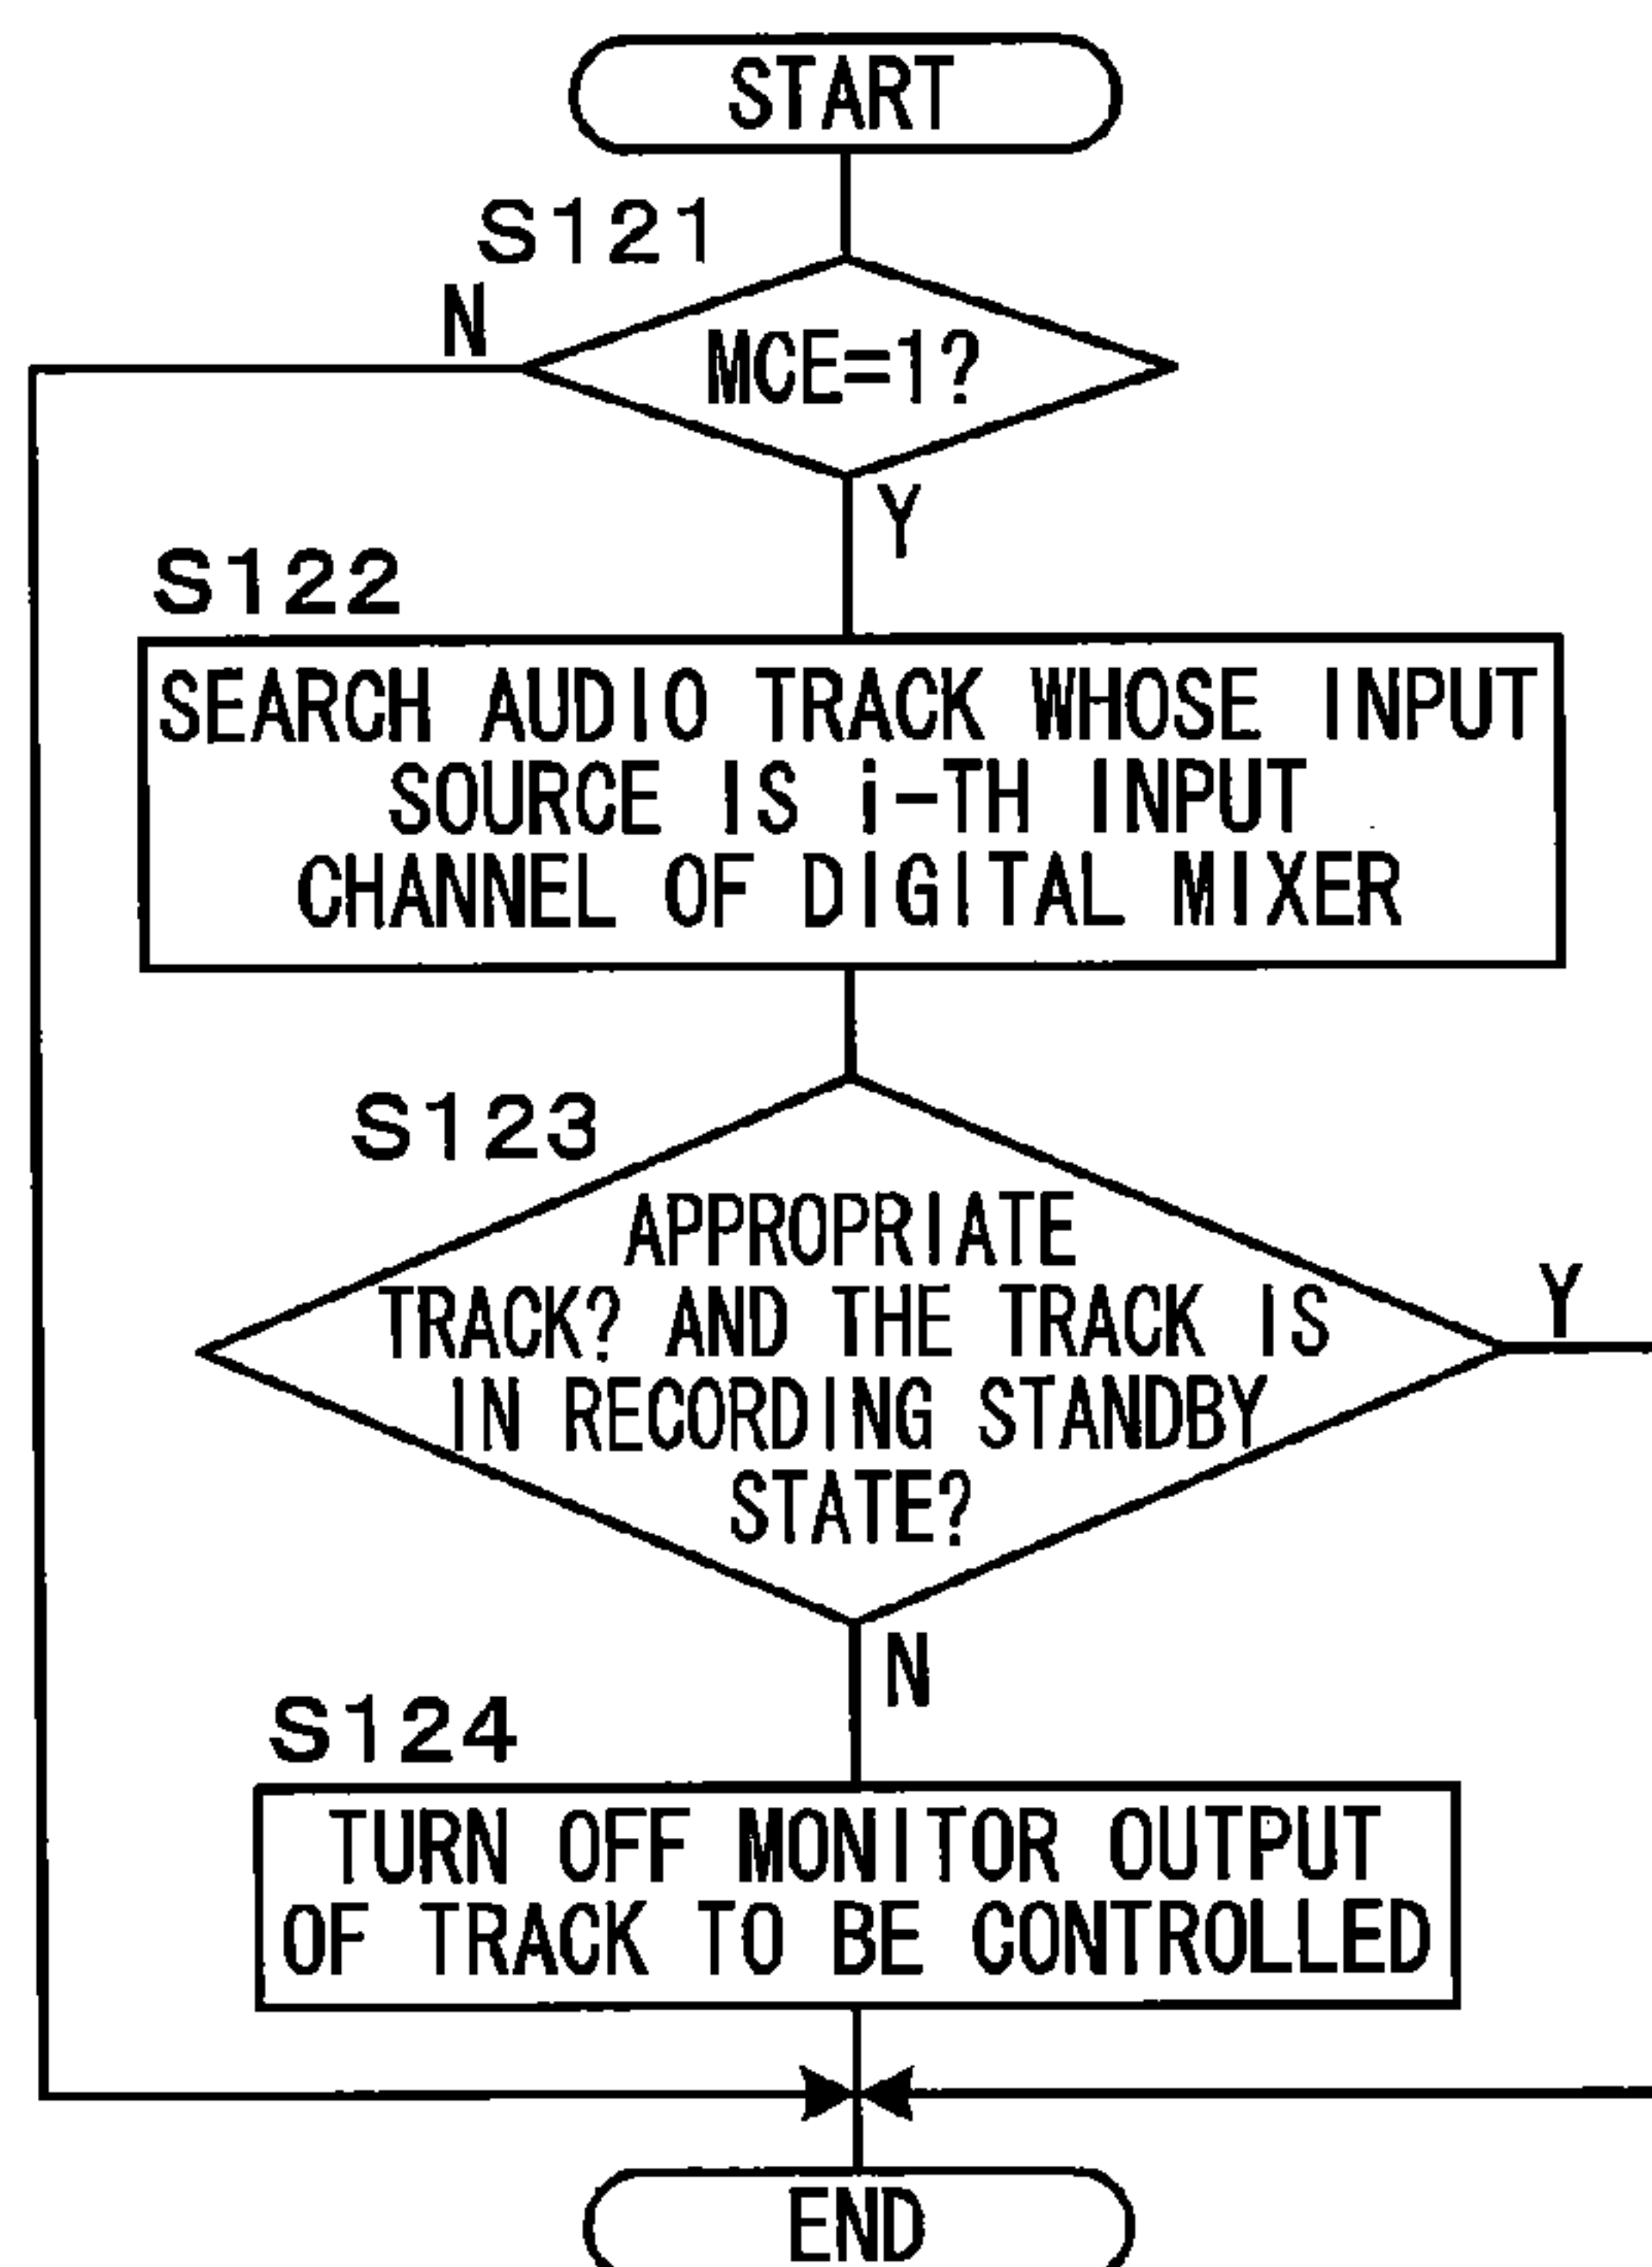 START
S121
N
MCE=1?
Y
S122
SEARCH AUDIO TRACK WHOSE INPUT
SOURCE IS i-TH INPUT
CHANNEL OF DIGITAL MIXER
S123
APPROPRIATE
TRACK? AND THE TRACK IS
IN RECORDING STANDBY
STATE?
Y
N
S124
TURN OFF MONITOR OUTPUT
OF TRACK TO BE CONTROLLED
END